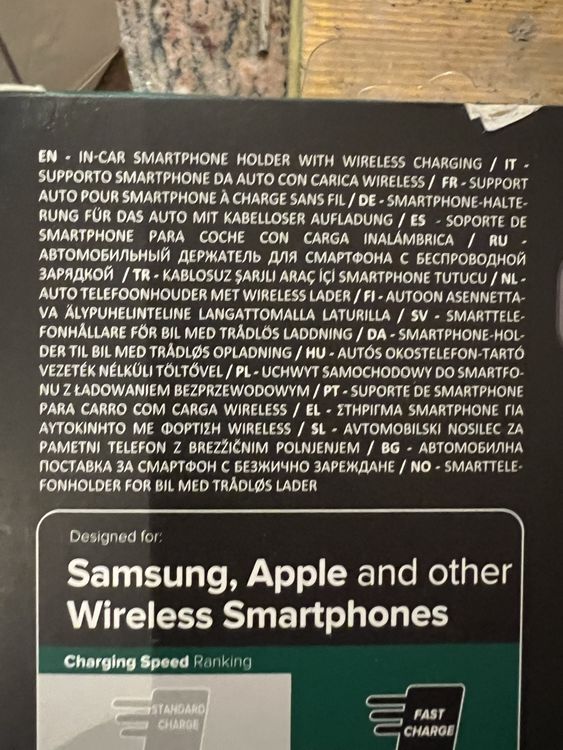 EN - IN-CAR SMARTPHONE HOLDER WITH WIRELESS CHARGING / IT -
SUPPORTO SMARTPHONE DA AUTO CON CARICA WIRELESS / FR - SUPPORT
AUTO POUR SMARTPHONE À CHARGE SANS FIL / DE - SMARTPHONE-HALTE-
RUNG FÜR DAS AUTO MIT KABELLOSER AUFLADUNG / ES - SOPORTE DE
SMARTPHONE PARA COCHE CON CARGA INALÁMBRICA / RU -
АВТОМОБИЛЬНЫЙ ДЕРЖАТЕЛЬ ДЛЯ СМАРТФОНА С БЕСПРОВОДНОЙ
ЗАРЯДКОЙ / TR - KABLOSUZ ŞARJLI ARAÇ İÇİ SMARTPHONE TUTUCU / NL -
AUTO TELEFOONHOUDER MET WIRELESS LADER / FI - AUTOON ASENNETTA-
VA ÄLYPUHELINTELINE LANGATTOMALLA LATURILLA / SV - SMARTTELE-
FONHÅLLARE FÖR BIL MED TRÅDLÖS LADDNING / DA - SMARTPHONE-HOL-
DER TIL BIL MED TRÅDLØS OPLADNING / HU - AUTÓS OKOSTELEFON-TARTÓ
VEZETÉK NÉLKÜLI TÖLTŐVEL / PL - UCHWYT SAMOCHODOWY DO SMARTFO-
NU Z ŁADOWANIEM BEZPRZEWODOWYM / PT - SUPORTE DE SMARTPHONE
PARA CARRO COM CARGA WIRELESS / EL - ΣΤΗΡΙΓΜΑ SMARTPHONE ΓΙΑ
ΑΥΤΟΚΙΝΗΤΟ ΜΕ ΦΟΡΤΙΣΗ WIRELESS / SL - AVTOMOBILSKI NOSILEC ZA
PAMETNI TELEFON Z BREZŽIČNIM POLNJENJEM / BG - АВТОМОБИЛНА
ПОСТАВКА ЗА СМАРТФОН С БЕЗЖИЧНО ЗАРЕЖДАНЕ / NO - SMARTTELE-
FONHOLDER FOR BIL MED TRÅDLØS LADER
Designed for:
Samsung, Apple and other
Wireless Smartphones
Charging Speed Ranking
STANDARD
CHARGE
FAST
CHARGE